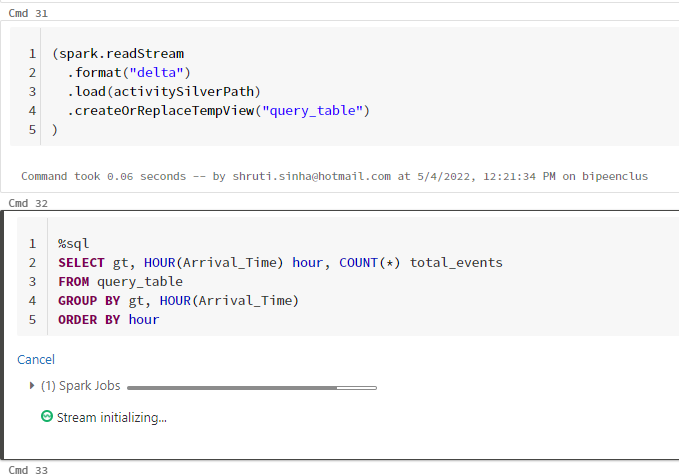 Cmd 31
1 (spark.readStream
2 .format("delta")
3 .load(activitySilverPath)
4 .createOrReplaceTempView("query_table")
5 )
Command took 0.06 seconds -- by shruti.sinha@hotmail.com at 5/4/2022, 12:21:34 PM on bipeenclus
Cmd 32
1 %sql
2 SELECT gt, HOUR(Arrival_Time) hour, COUNT(*) total_events
3 FROM query_table
4 GROUP BY gt, HOUR(Arrival_Time)
5 ORDER BY hour
Cancel
(1) Spark Jobs
Stream initializing...
Cmd 33